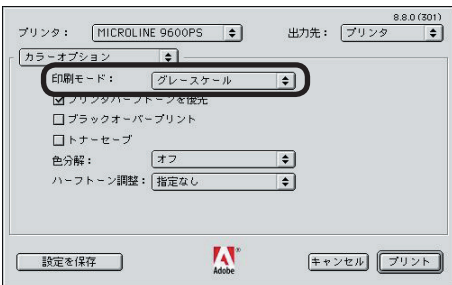 8.8.0 (301)
プリンタ： MICROLINE 9600PS 出力先： プリンタ
カラーオプション
印刷モード： グレースケール
プリンタハーフトーンを優先
ブラックオーバープリント
トナーセーブ
色分解： オフ
ハーフトーン調整： 指定なし
設定を保存 Adobe キャンセル プリント